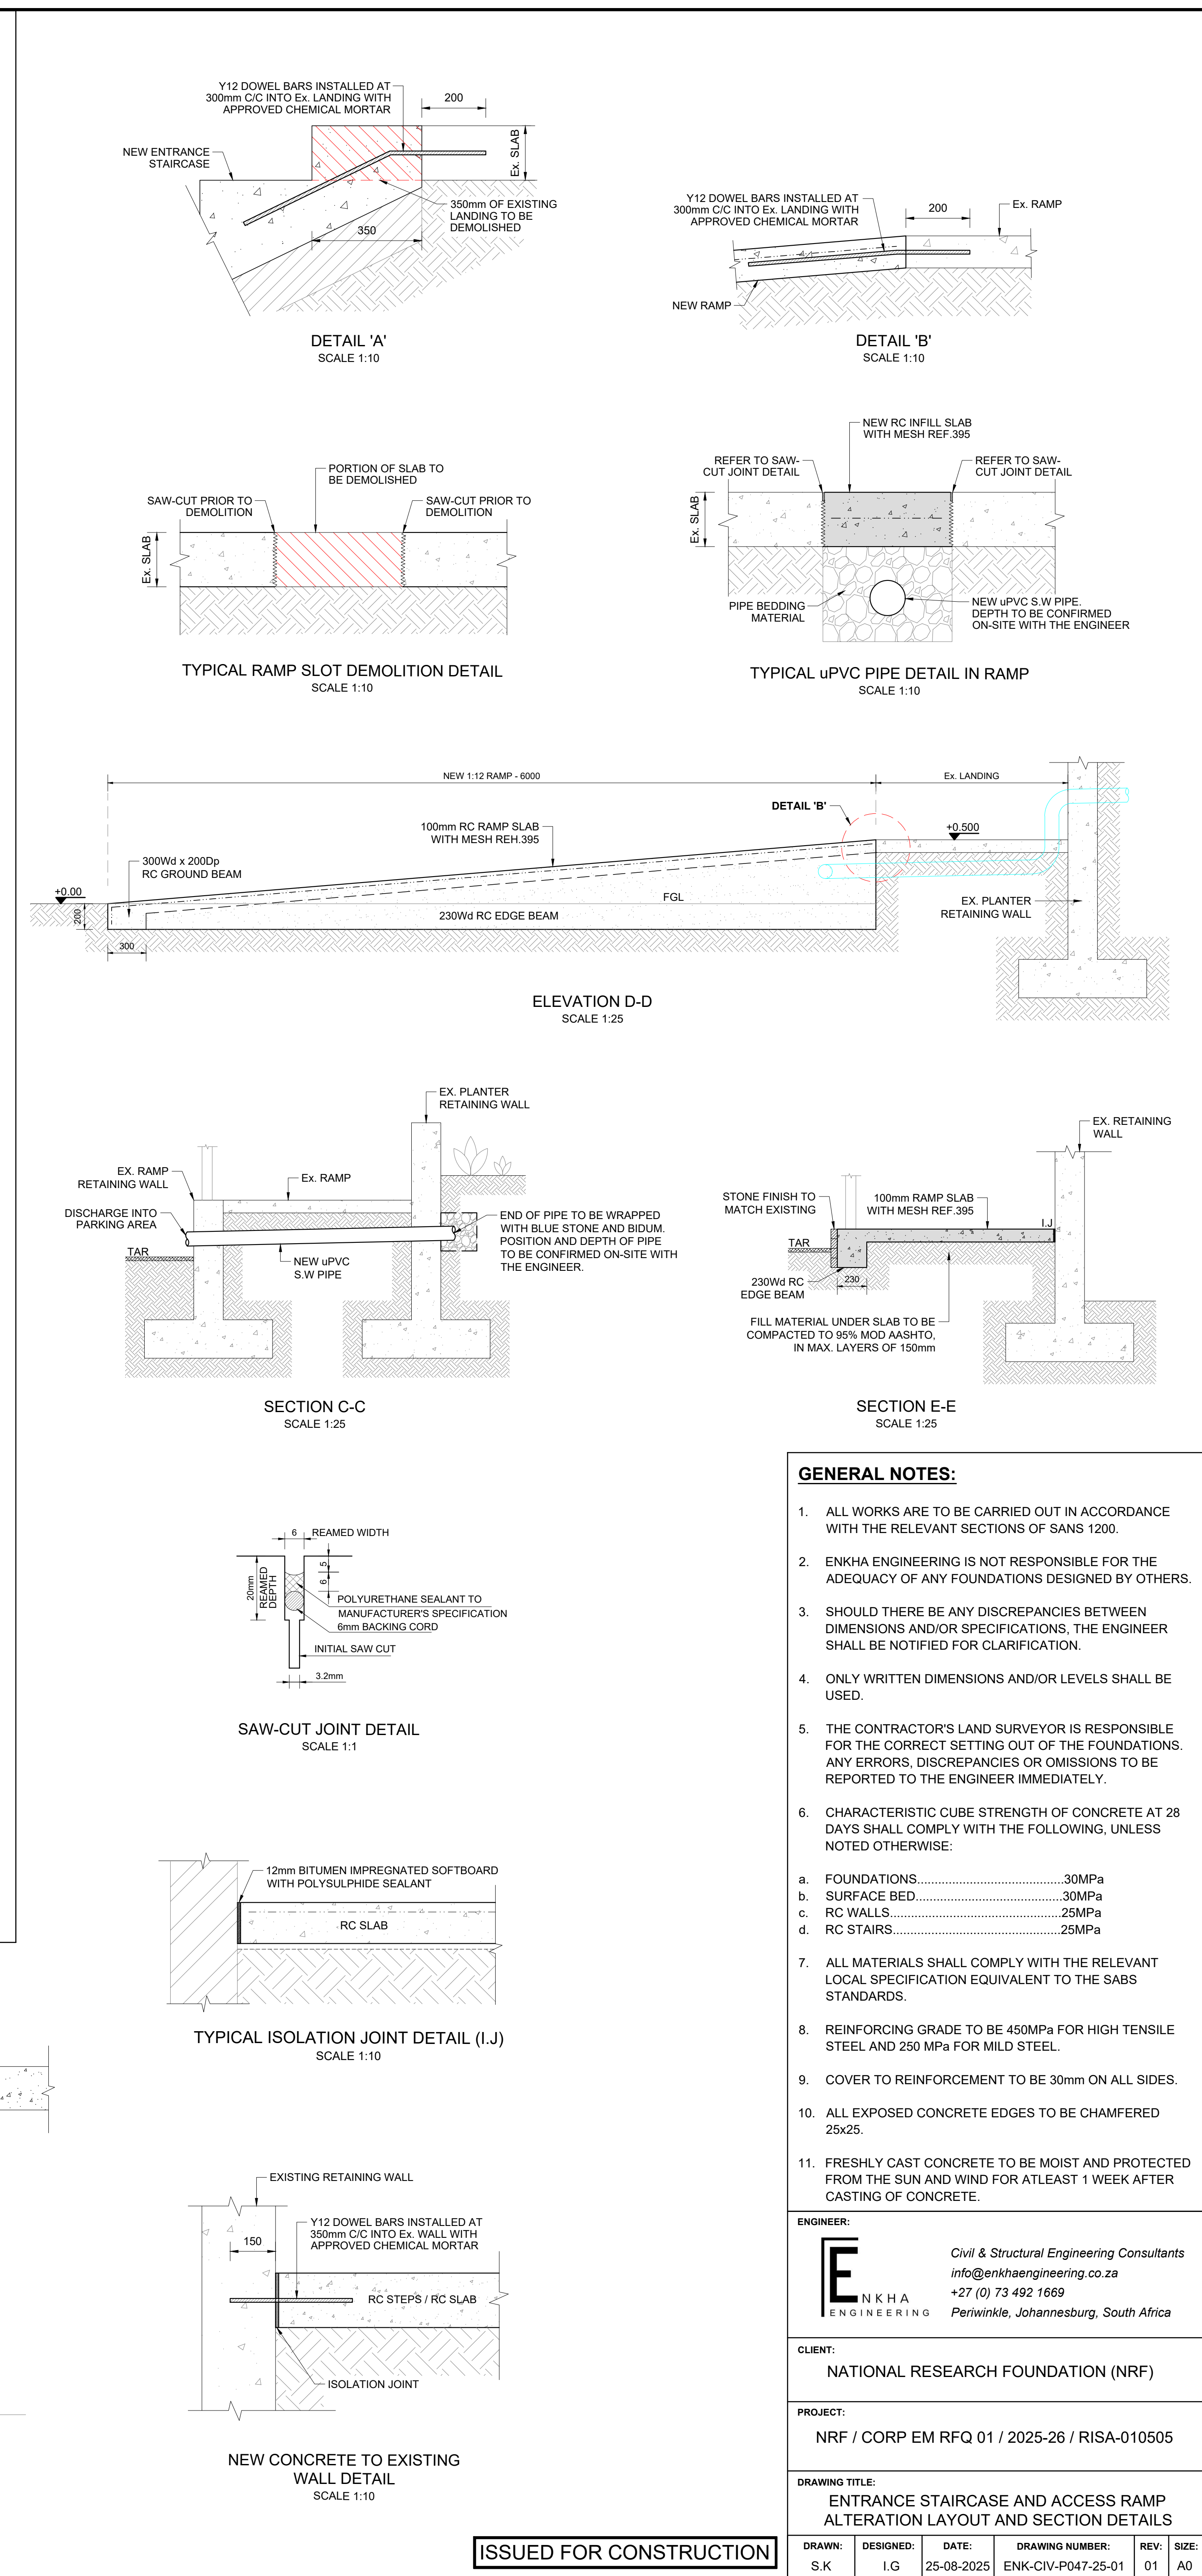 Y12 DOWEL BARS INSTALLED AT
300mm C/C INTO Ex. LANDING WITH
APPROVED CHEMICAL MORTAR
200
NEW ENTRANCE
STAIRCASE
Ex. SLAB
350mm OF EXISTING
LANDING TO BE
DEMOLISHED
350
DETAIL 'A'
SCALE 1:10
Y12 DOWEL BARS INSTALLED AT
300mm C/C INTO Ex. LANDING WITH
APPROVED CHEMICAL MORTAR
200
Ex. RAMP
NEW RAMP
DETAIL 'B'
SCALE 1:10
PORTION OF SLAB TO
BE DEMOLISHED
SAW-CUT PRIOR TO
DEMOLITION
SAW-CUT PRIOR TO
DEMOLITION
Ex. SLAB
TYPICAL RAMP SLOT DEMOLITION DETAIL
SCALE 1:10
NEW RC INFILL SLAB
WITH MESH REF.395
REFER TO SAW-
CUT JOINT DETAIL
REFER TO SAW-
CUT JOINT DETAIL
Ex. SLAB
PIPE BEDDING
MATERIAL
NEW uPVC S.W PIPE.
DEPTH TO BE CONFIRMED
ON-SITE WITH THE ENGINEER
TYPICAL uPVC PIPE DETAIL IN RAMP
SCALE 1:10
NEW 1:12 RAMP - 6000
Ex. LANDING
DETAIL 'B'
100mm RC RAMP SLAB
WITH MESH REH.395
+0.500
300Wd x 200Dp
RC GROUND BEAM
+0.00
200
FGL
230Wd RC EDGE BEAM
EX. PLANTER
RETAINING WALL
300
ELEVATION D-D
SCALE 1:25
EX. PLANTER
RETAINING WALL
EX. RAMP
RETAINING WALL
Ex. RAMP
DISCHARGE INTO
PARKING AREA
TAR
NEW uPVC
S.W PIPE
END OF PIPE TO BE WRAPPED
WITH BLUE STONE AND BIDUM.
POSITION AND DEPTH OF PIPE
TO BE CONFIRMED ON-SITE WITH
THE ENGINEER.
SECTION C-C
SCALE 1:25
EX. RETAINING
WALL
STONE FINISH TO
MATCH EXISTING
100mm RAMP SLAB
WITH MESH REF.395
I.J
TAR
230Wd RC
EDGE BEAM
230
FILL MATERIAL UNDER SLAB TO BE
COMPACTED TO 95% MOD AASHTO,
IN MAX. LAYERS OF 150mm
SECTION E-E
SCALE 1:25
6
REAMED WIDTH
5
6
20mm
REAMED
DEPTH
POLYURETHANE SEALANT TO
MANUFACTURER'S SPECIFICATION
6mm BACKING CORD
INITIAL SAW CUT
3.2mm
SAW-CUT JOINT DETAIL
SCALE 1:1
12mm BITUMEN IMPREGNATED SOFTBOARD
WITH POLYSULPHIDE SEALANT
RC SLAB
TYPICAL ISOLATION JOINT DETAIL (I.J)
SCALE 1:10
EXISTING RETAINING WALL
150
Y12 DOWEL BARS INSTALLED AT
350mm C/C INTO Ex. WALL WITH
APPROVED CHEMICAL MORTAR
RC STEPS / RC SLAB
ISOLATION JOINT
NEW CONCRETE TO EXISTING
WALL DETAIL
SCALE 1:10
ISSUED FOR CONSTRUCTION
GENERAL NOTES:
1. ALL WORKS ARE TO BE CARRIED OUT IN ACCORDANCE
WITH THE RELEVANT SECTIONS OF SANS 1200.
2. ENKHA ENGINEERING IS NOT RESPONSIBLE FOR THE
ADEQUACY OF ANY FOUNDATIONS DESIGNED BY OTHERS.
3. SHOULD THERE BE ANY DISCREPANCIES BETWEEN
DIMENSIONS AND/OR SPECIFICATIONS, THE ENGINEER
SHALL BE NOTIFIED FOR CLARIFICATION.
4. ONLY WRITTEN DIMENSIONS AND/OR LEVELS SHALL BE
USED.
5. THE CONTRACTOR'S LAND SURVEYOR IS RESPONSIBLE
FOR THE CORRECT SETTING OUT OF THE FOUNDATIONS.
ANY ERRORS, DISCREPANCIES OR OMISSIONS TO BE
REPORTED TO THE ENGINEER IMMEDIATELY.
6. CHARACTERISTIC CUBE STRENGTH OF CONCRETE AT 28
DAYS SHALL COMPLY WITH THE FOLLOWING, UNLESS
NOTED OTHERWISE:
a. FOUNDATIONS..........................................30MPa
b. SURFACE BED..........................................30MPa
c. RC WALLS.................................................25MPa
d. RC STAIRS................................................25MPa
7. ALL MATERIALS SHALL COMPLY WITH THE RELEVANT
LOCAL SPECIFICATION EQUIVALENT TO THE SABS
STANDARDS.
8. REINFORCING GRADE TO BE 450MPa FOR HIGH TENSILE
STEEL AND 250 MPa FOR MILD STEEL.
9. COVER TO REINFORCEMENT TO BE 30mm ON ALL SIDES.
10. ALL EXPOSED CONCRETE EDGES TO BE CHAMFERED
25x25.
11. FRESHLY CAST CONCRETE TO BE MOIST AND PROTECTED
FROM THE SUN AND WIND FOR ATLEAST 1 WEEK AFTER
CASTING OF CONCRETE.
ENGINEER:
ENKHA
ENGINEERING
Civil & Structural Engineering Consultants
info@enkhaengineering.co.za
+27 (0) 73 492 1669
Periwinkle, Johannesburg, South Africa
CLIENT:
NATIONAL RESEARCH FOUNDATION (NRF)
PROJECT:
NRF / CORP EM RFQ 01 / 2025-26 / RISA-010505
DRAWING TITLE:
ENTRANCE STAIRCASE AND ACCESS RAMP
ALTERATION LAYOUT AND SECTION DETAILS
DRAWN: DESIGNED: DATE: DRAWING NUMBER: REV: SIZE:
S.K I.G 25-08-2025 ENK-CIV-P047-25-01 01 A0